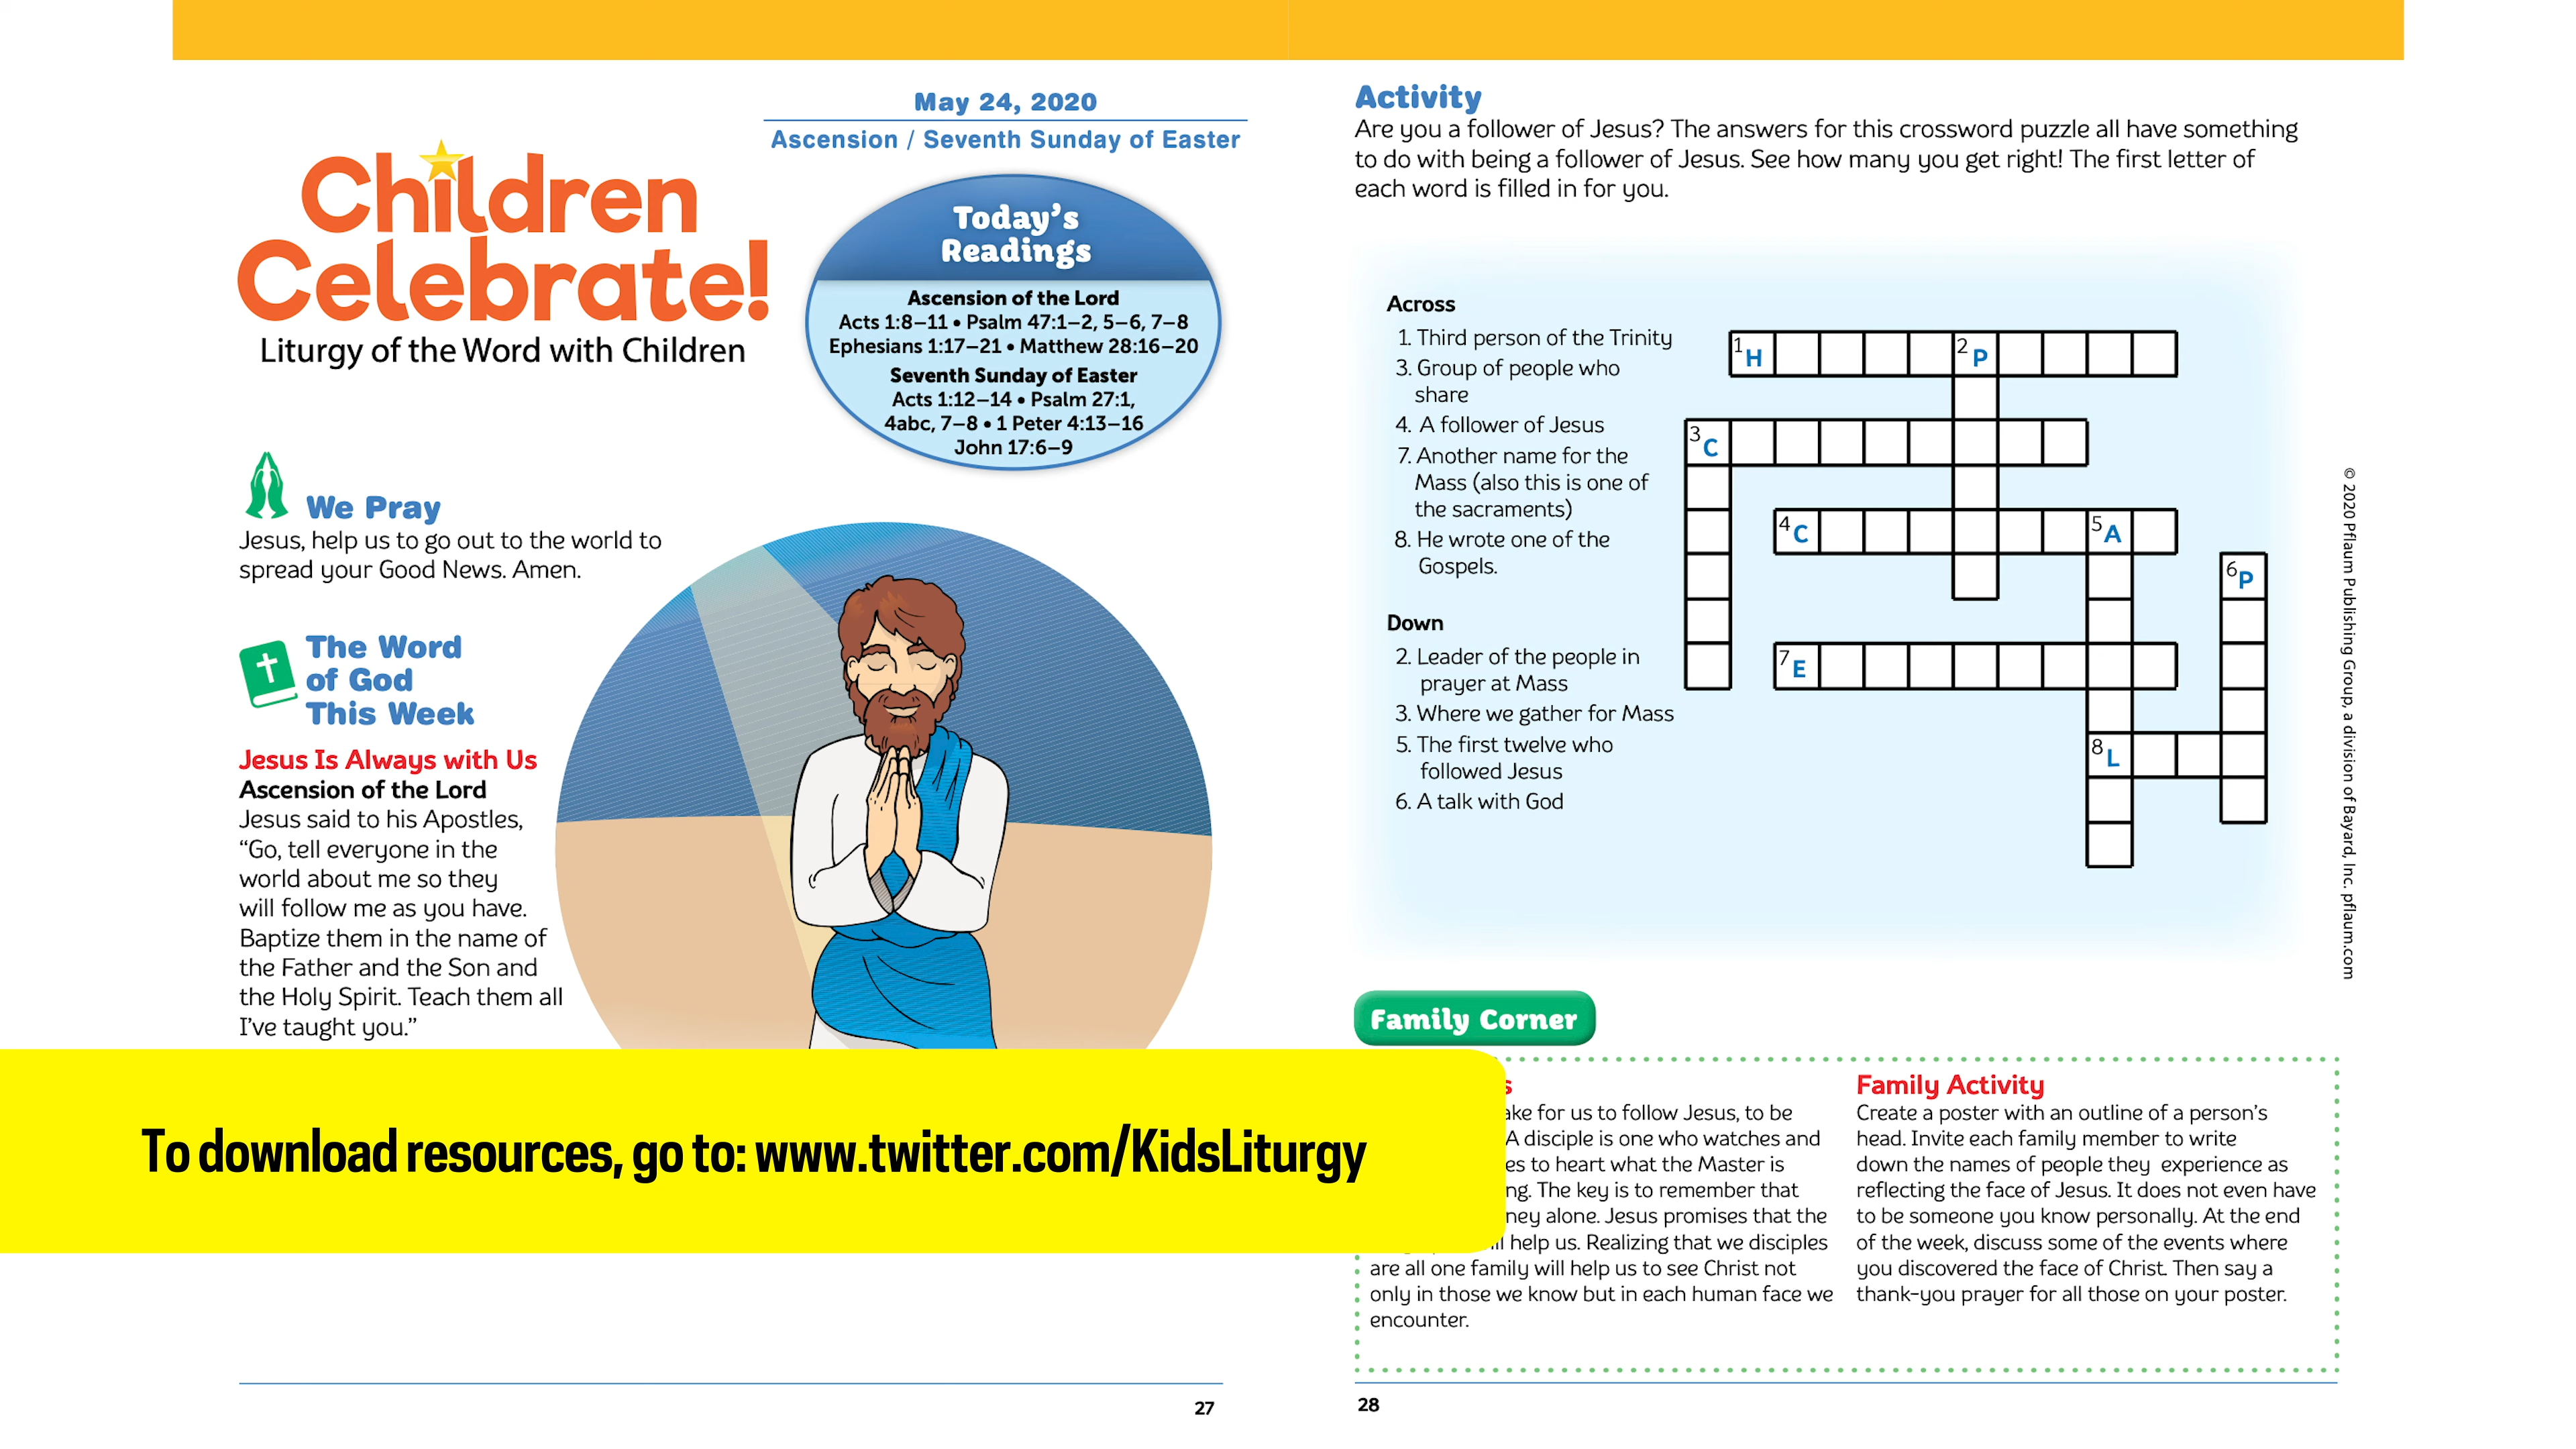 May 24, 2020
Ascension / Seventh Sunday of Easter
Children
Celebrate!
Liturgy of the Word with Children
Today's
Readings
Ascension of the Lord
Acts 1:8–11 • Psalm 47:1–2, 5–6, 7–8
Ephesians 1:17–21 • Matthew 28:16–20
Seventh Sunday of Easter
Acts 1:12–14 • Psalm 27:1,
4abc, 7–8 • 1 Peter 4:13–16
John 17:6–9
We Pray
Jesus, help us to go out to the world to
spread your Good News. Amen.
The Word
of God
This Week
Jesus Is Always with Us
Ascension of the Lord
Jesus said to his Apostles,
“Go, tell everyone in the
world about me so they
will follow me as you have.
Baptize them in the name of
the Father and the Son and
the Holy Spirit. Teach them all
I've taught you.”
To download resources, go to: www.twitter.com/KidsLiturgy
27
Activity
Are you a follower of Jesus? The answers for this crossword puzzle all have something
to do with being a follower of Jesus. See how many you get right! The first letter of
each word is filled in for you.
Across
1. Third person of the Trinity
3. Group of people who
share
4. A follower of Jesus
7. Another name for the
Mass (also this is one of
the sacraments)
8. He wrote one of the
Gospels.
Down
2. Leader of the people in
prayer at Mass
3. Where we gather for Mass
5. The first twelve who
followed Jesus
6. A talk with God
1 H 2 P
3 C
4 C 5 A
6 P
7 E
8 L
© 2020 Pflaum Publishing Group, a division of Bayard, Inc. pflaum.com
Family Corner
for us to follow Jesus, to be
A disciple is one who watches and
to heart what the Master is
The key is to remember that
alone. Jesus promises that the
help us. Realizing that we disciples
are all one family will help us to see Christ not
only in those we know but in each human face we
encounter.
Family Activity
Create a poster with an outline of a person's
head. Invite each family member to write
down the names of people they experience as
reflecting the face of Jesus. It does not even have
to be someone you know personally. At the end
of the week, discuss some of the events where
you discovered the face of Christ. Then say a
thank-you prayer for all those on your poster.
28